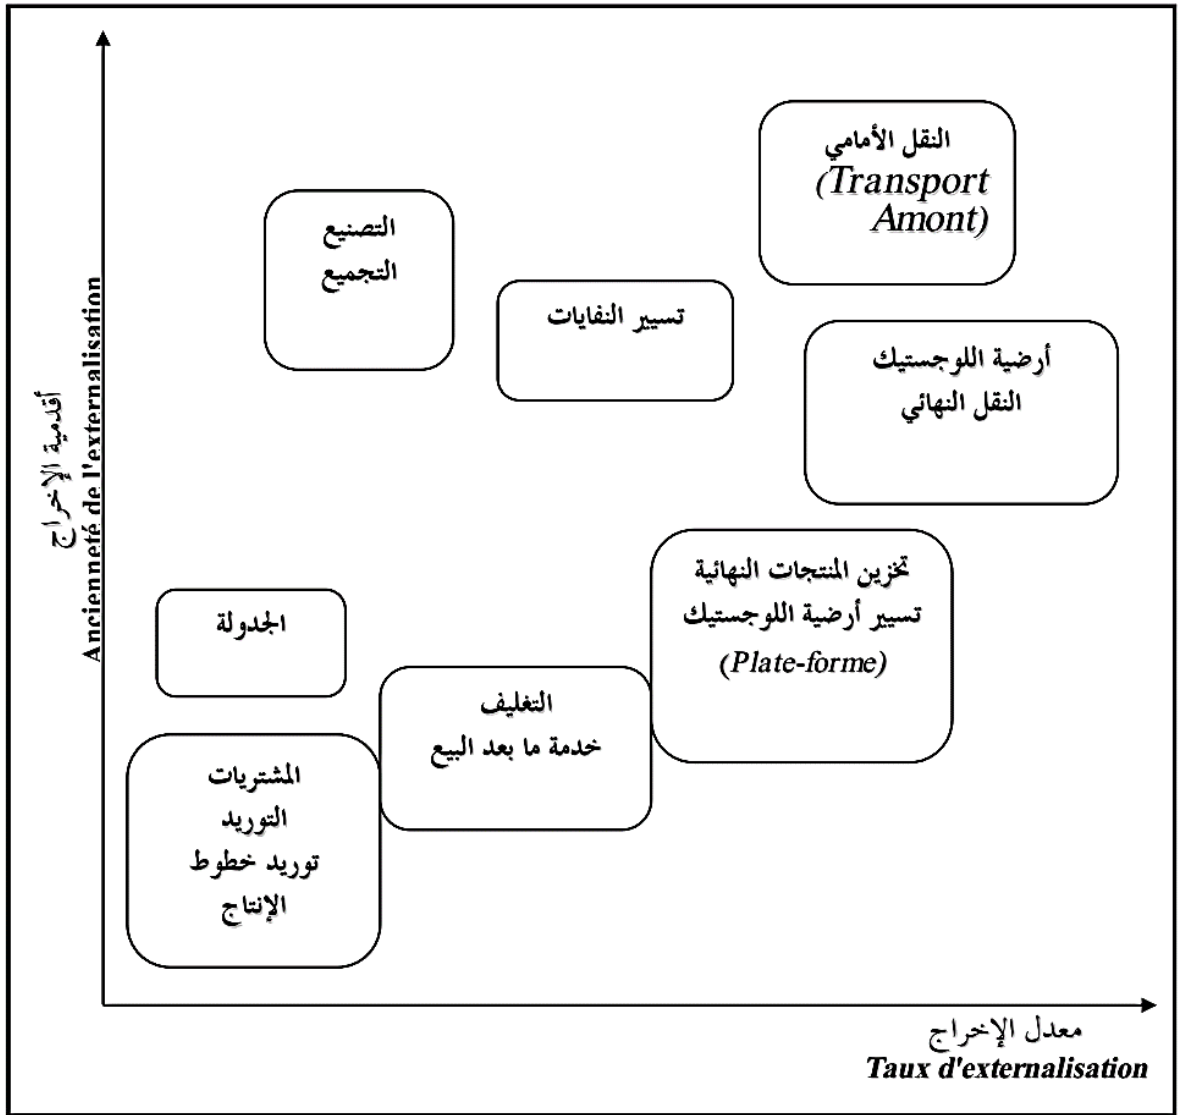 النقل الأمامي
(Transport
Amont)
التصنيع
التجميع
تسيير النفايات
أرضية اللوجستيك
النقل النهائي
أقدمية الإخراج
Ancienneté de l'externalisation
تخزين المنتجات النهائية
تسيير أرضية اللوجستيك
(Plate-forme)
الجدولة
التغليف
خدمة ما بعد البيع
المشتريات
التوريد
توريد خطوط
الإنتاج
معدل الإخراج
Taux d'externalisation